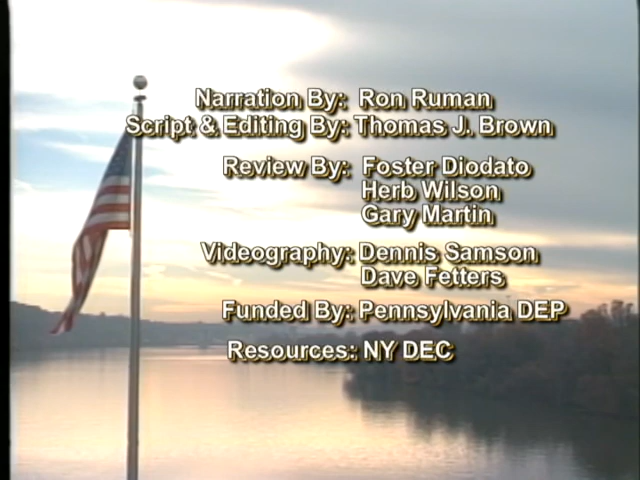 Narration By: Ron Ruman
Script & Editing By: Thomas J. Brown
Review By: Foster Diodato
Herb Wilson
Gary Martin
Videography: Dennis Samson
Dave Fetters
Funded By: Pennsylvania DEP
Resources: NY DEC